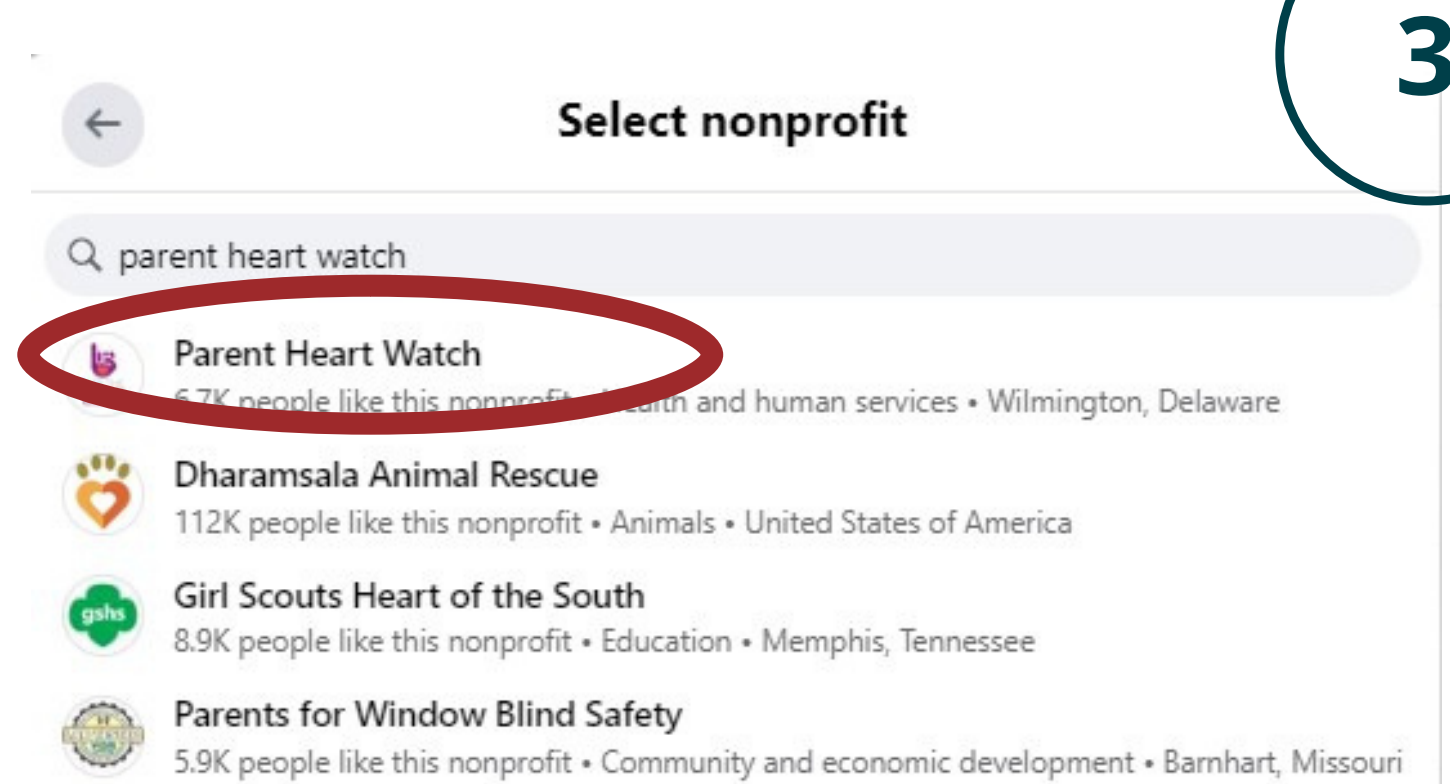 3
Select nonprofit
parent heart watch
Parent Heart Watch
6.7K people like this nonprofit • Health and human services • Wilmington, Delaware
Dharamsala Animal Rescue
112K people like this nonprofit • Animals • United States of America
gshs
Girl Scouts Heart of the South
8.9K people like this nonprofit • Education • Memphis, Tennessee
Parents for Window Blind Safety
5.9K people like this nonprofit • Community and economic development • Barnhart, Missouri